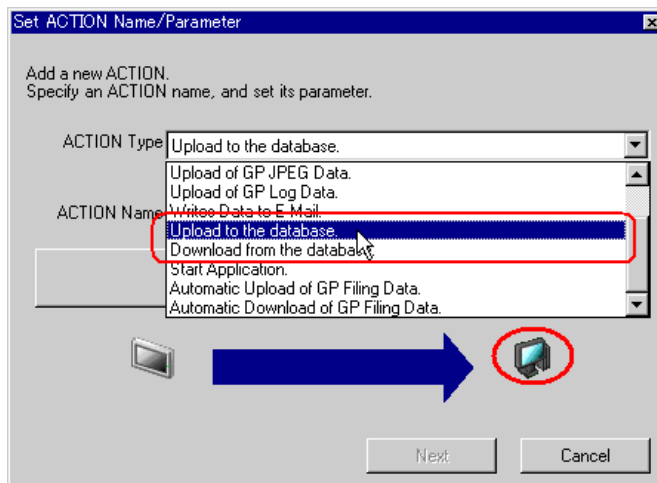 Set ACTION Name/Parameter
Add a new ACTION.
Specify an ACTION name, and set its parameter.
ACTION Type
Upload to the database.
Upload of GP JPEG Data.
Upload of GP Log Data.
ACTION Name
Writes Data to E-Mail.
Upload to the database.
Download from the database.
Start Application.
Automatic Upload of GP Filing Data.
Automatic Download of GP Filing Data.
Next
Cancel